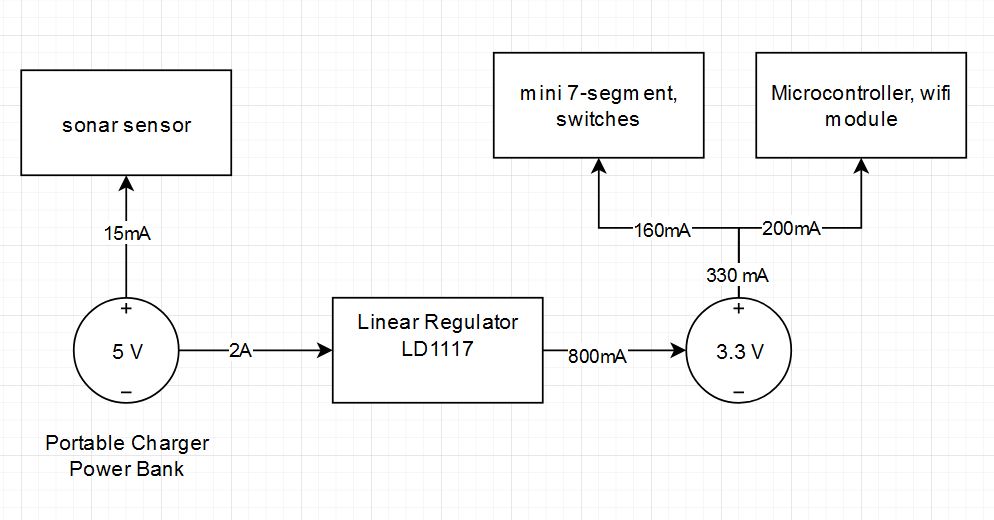 sonar sensor
mini 7-segment,
switches
Microcontroller, wifi
module
15mA
160mA
200mA
330 mA
+
5 V
−
2A
Linear Regulator
LD1117
800mA
+
3.3 V
−
Portable Charger
Power Bank